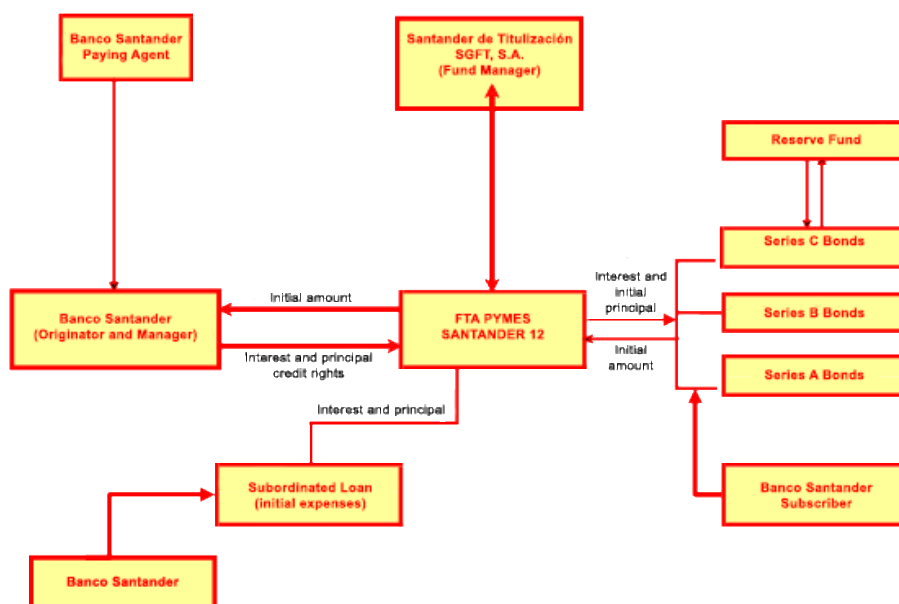 Banco Santander
Paying Agent
Santander de Titulización
SGFT, S.A.
(Fund Manager)
Reserve Fund
Series C Bonds
Interest and
initial
principal
Initial amount
Banco Santander
(Originator and Manager)
FTA PYMES
SANTANDER 12
Series B Bonds
Interest and principal
credit rights
Initial
amount
Series A Bonds
Interest and principal
Subordinated Loan
(initial expenses)
Banco Santander
Subscriber
Banco Santander